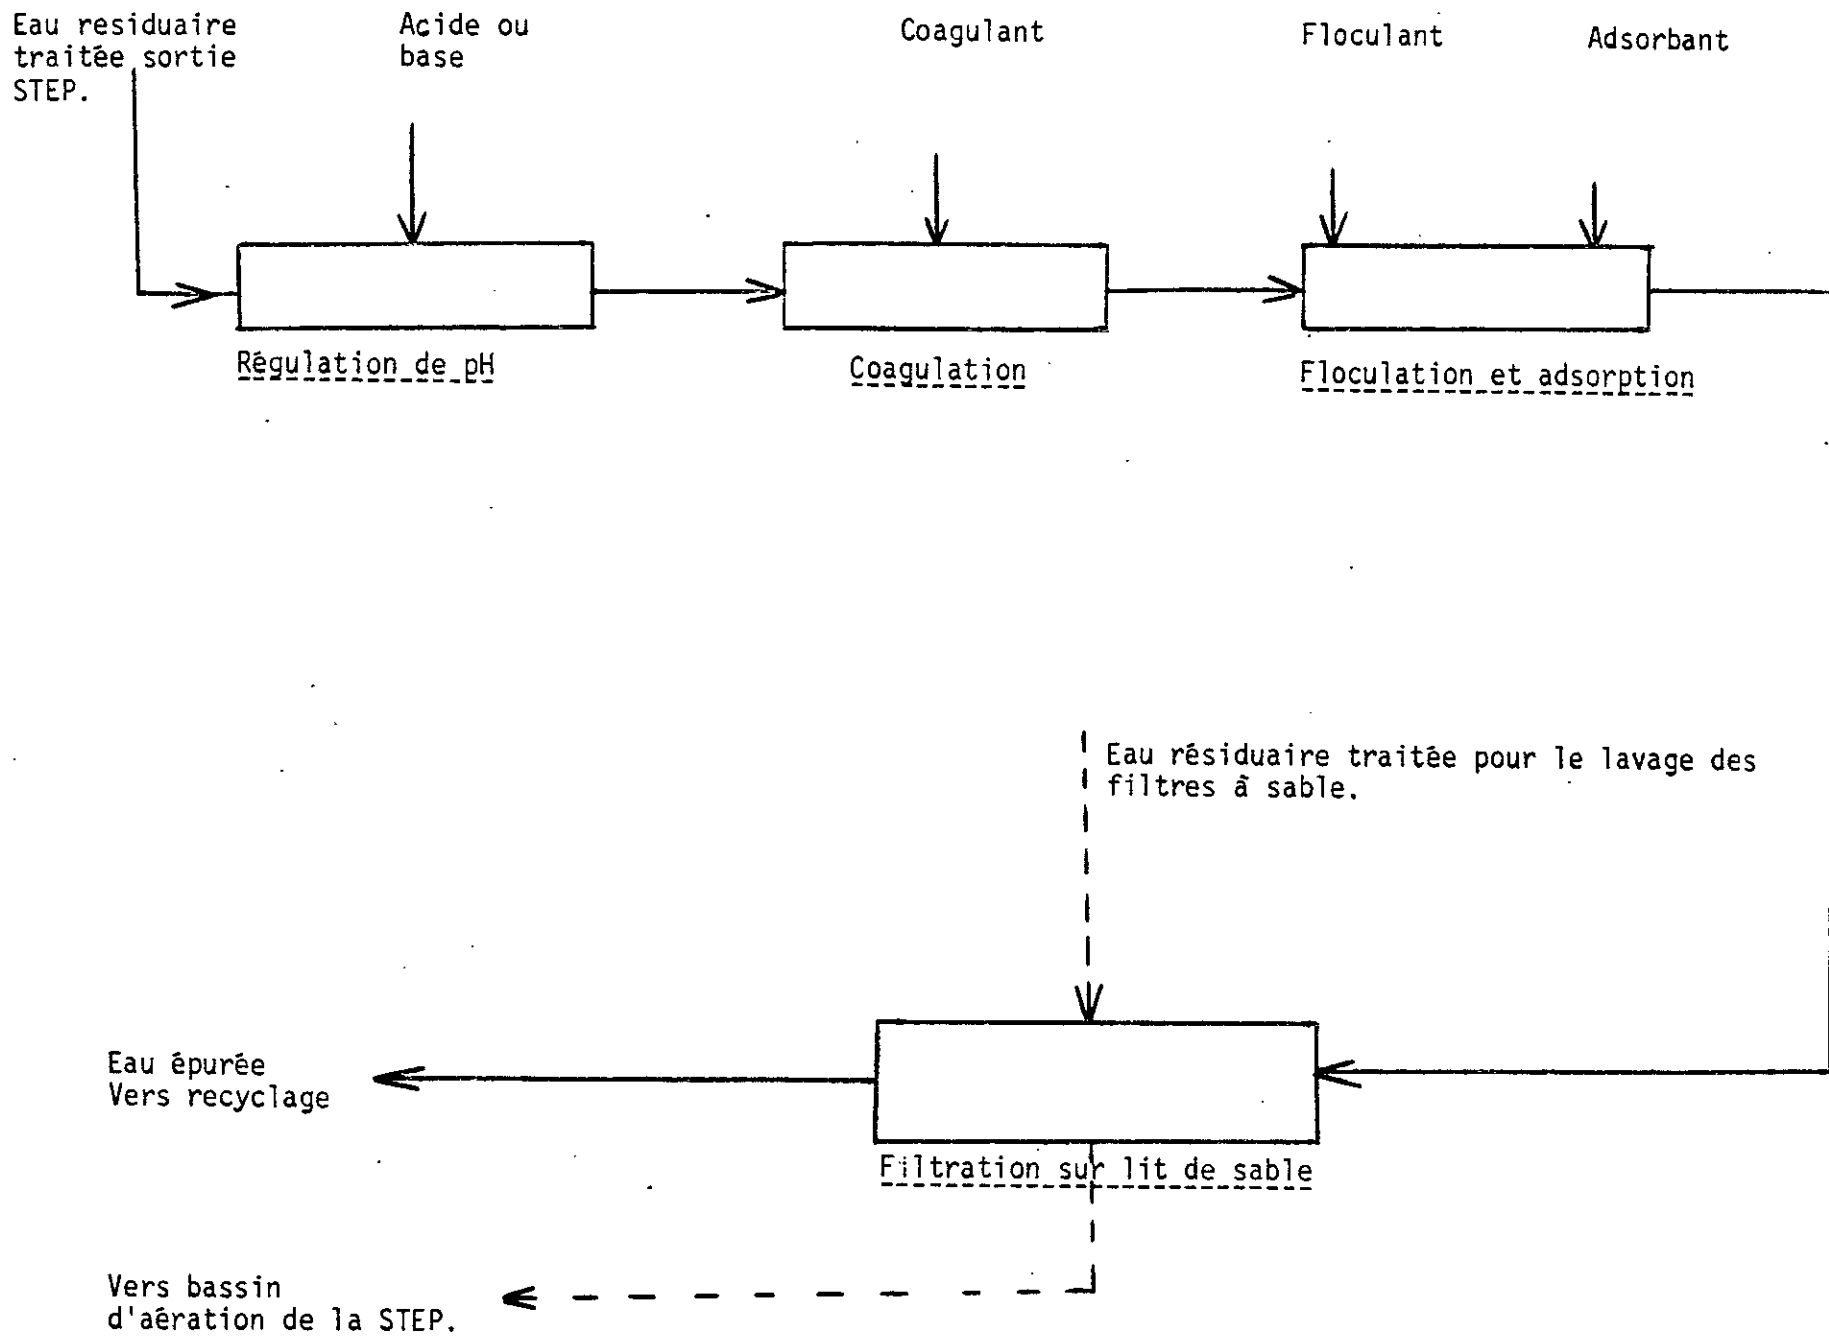 Eau residuaire
traitée sortie
STEP.
Acide ou
base
Coagulant
Floculant
Adsorbant
Régulation de pH
Coagulation
Floculation et adsorption
Eau résiduaire traitée pour le lavage des
filtres à sable.
Eau épurée
Vers recyclage
Filtration sur lit de sable
Vers bassin
d'aération de la STEP.